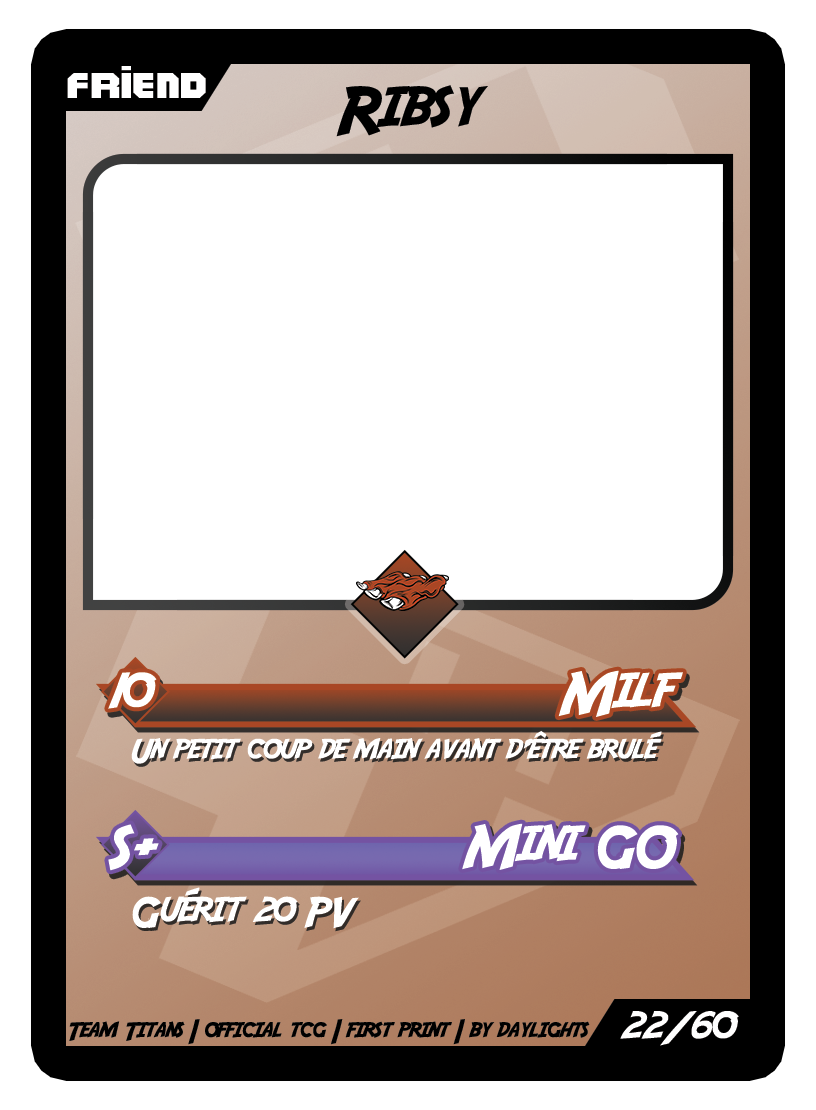 FRIEND
RIBSY
10
MILF
UN PETIT COUP DE MAIN AVANT D'ÊTRE BRULÉ
S+
MINI GO
GUÉRIT 20 PV
TEAM TITANS | OFFICIAL TCG | FIRST PRINT | BY DAYLIGHTS
22/60